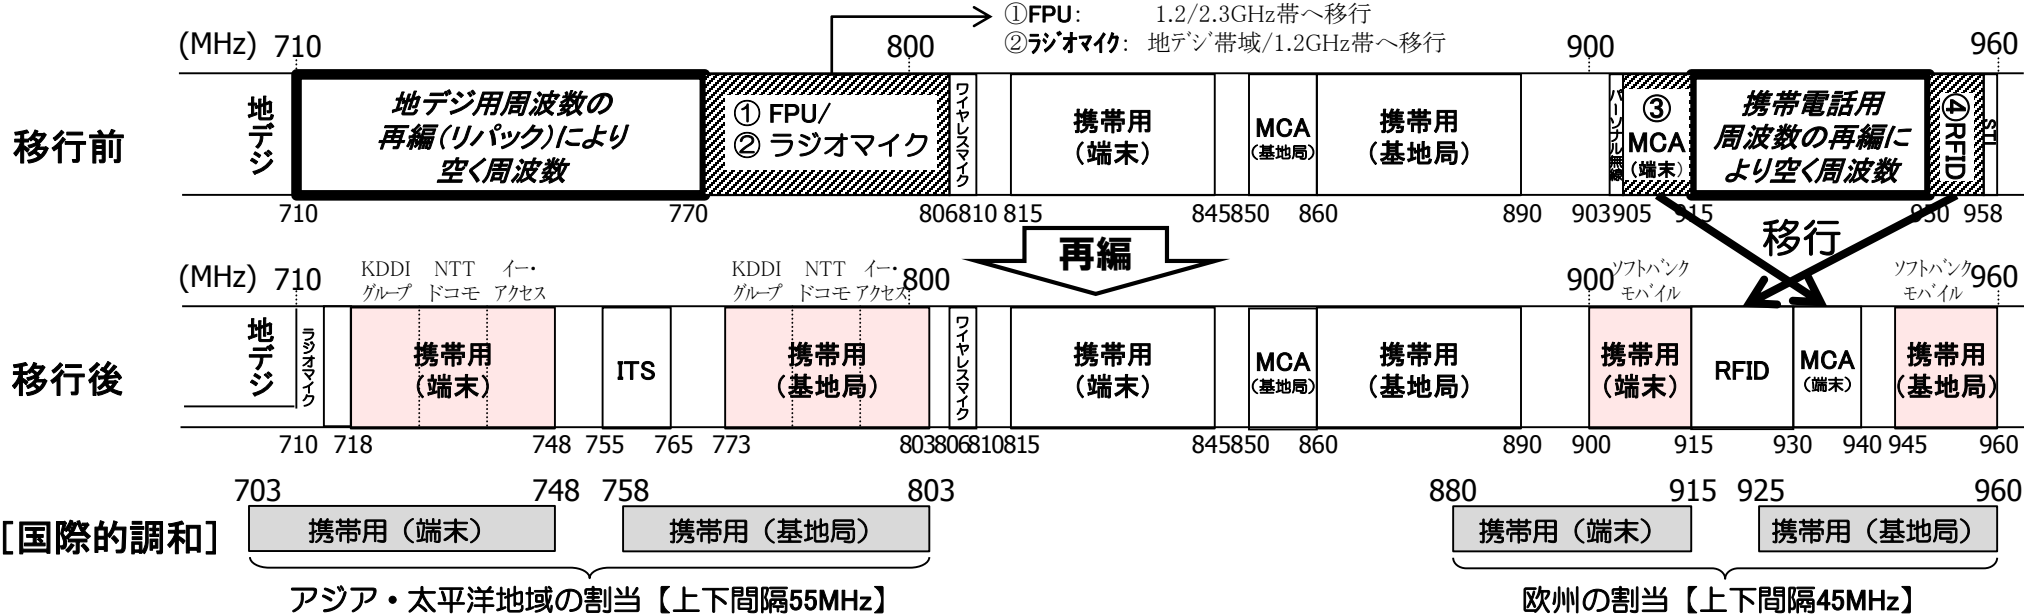 ①FPU： 1.2/2.3GHz帯へ移行
②ラジオマイク： 地デジ帯域/1.2GHz帯へ移行
(MHz) 710 800 900 960
移行前
地デジ
地デジ用周波数の
再編（リパック）により
空く周波数
① FPU/
② ラジオマイク
ワイヤレスマイク
携帯用
（端末）
MCA
（基地局）
携帯用
（基地局）
パーソナル無線
③
MCA
（端末）
携帯電話用
周波数の再編に
より空く周波数
④RFID
STL
710 770 806 810 815 845 850 860 890 903 905 915 950 958
再編
移行
(MHz) 710 800 900 960
KDDI
グループ
NTT
ドコモ
イー・
アクセス
KDDI
グループ
NTT
ドコモ
イー・
アクセス
ソフトバンク
モバイル
ソフトバンク
モバイル
移行後
地デジ
ラジオマイク
携帯用
（端末）
ITS
携帯用
（基地局）
ワイヤレスマイク
携帯用
（端末）
MCA
（基地局）
携帯用
（基地局）
携帯用
（端末）
RFID
MCA
（端末）
携帯用
（基地局）
710 718 748 755 765 773 803 806 810 815 845 850 860 890 900 915 930 940 945 960
703 748 758 803 880 915 925 960
[国際的調和]
携帯用（端末） 携帯用（基地局） 携帯用（端末） 携帯用（基地局）
アジア・太平洋地域の割当【上下間隔55MHz】 欧州の割当【上下間隔45MHz】